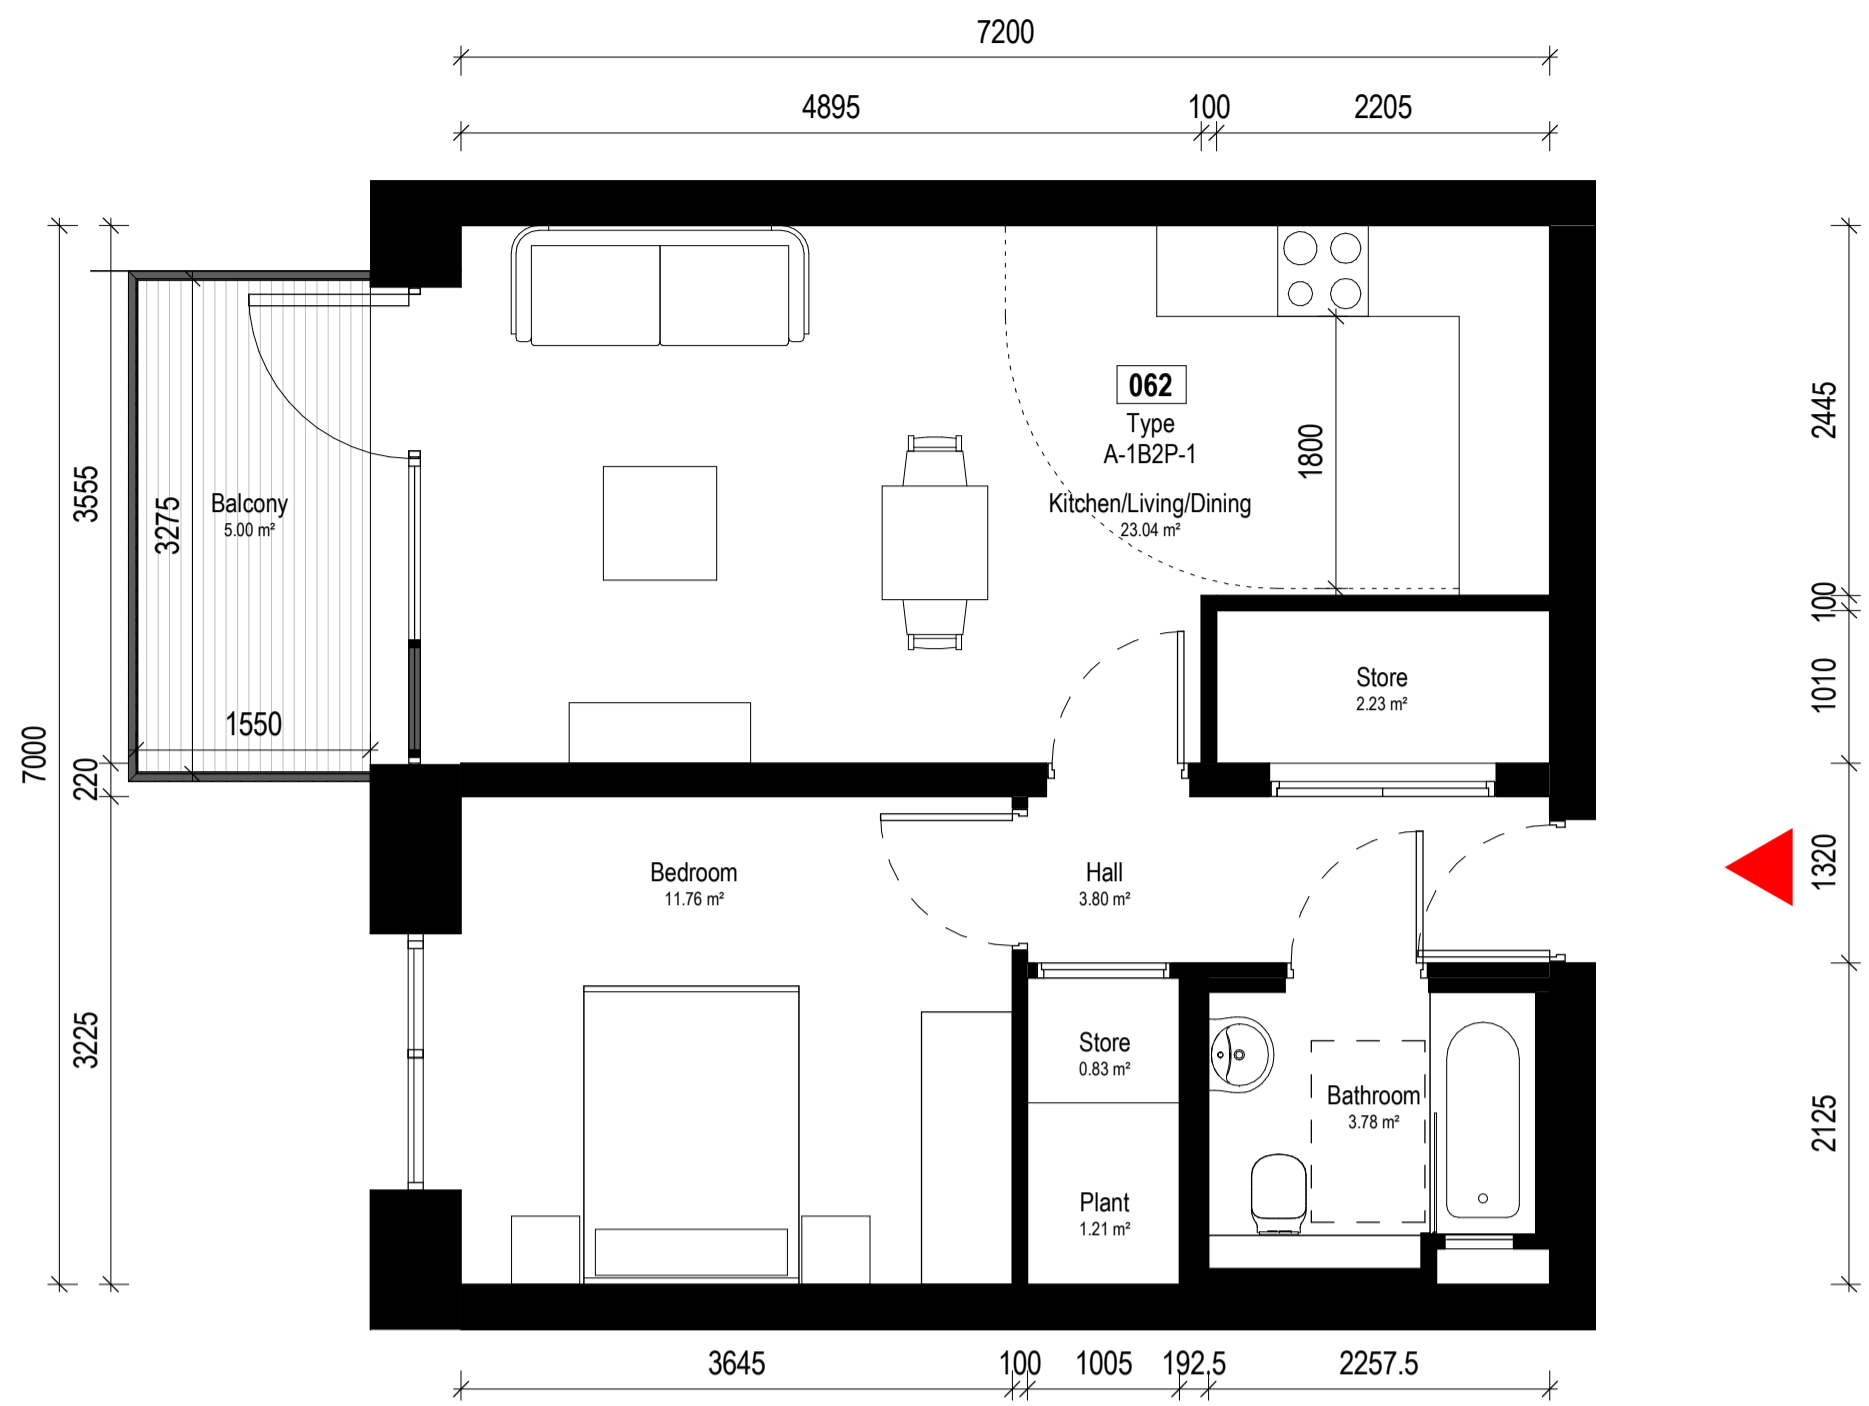 7200
4895
100
2205
062
Type
A-1B2P-1
Kitchen/Living/Dining
23.04 m²
1800
Balcony
5.00 m²
3275
1550
3555
7000
220
3225
2445
100
1010
1320
2125
Store
2.23 m²
Bedroom
11.76 m²
Hall
3.80 m²
Store
0.83 m²
Bathroom
3.78 m²
Plant
1.21 m²
3645
100
1005
192.5
2257.5